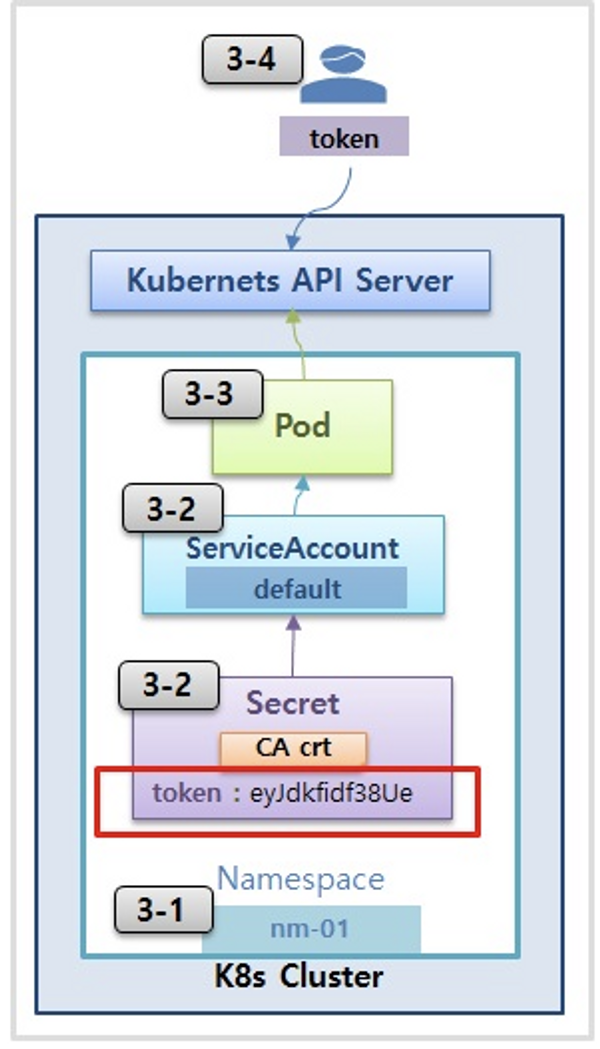 3-4
token
Kubernets API Server
3-3
Pod
3-2
ServiceAccount
default
3-2
Secret
CA crt
token : eyJdkfidf38Ue
Namespace
3-1
nm-01
K8s Cluster